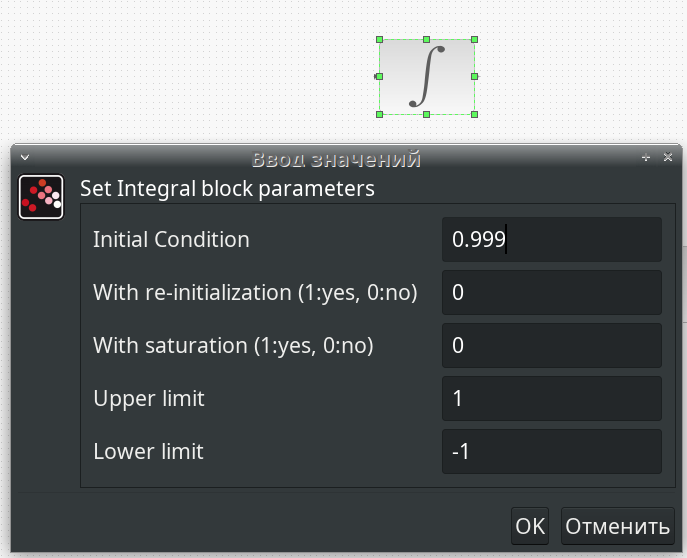 ∫
Ввод значений
Set Integral block parameters
Initial Condition 0.999
With re-initialization (1:yes, 0:no) 0
With saturation (1:yes, 0:no) 0
Upper limit 1
Lower limit -1
OK Отменить